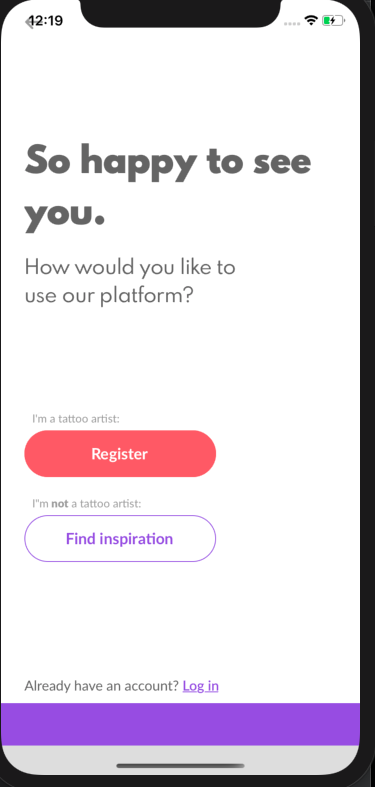 12:19
So happy to see
you.
How would you like to
use our platform?
I'm a tattoo artist:
Register
I"m not a tattoo artist:
Find inspiration
Already have an account? Log in